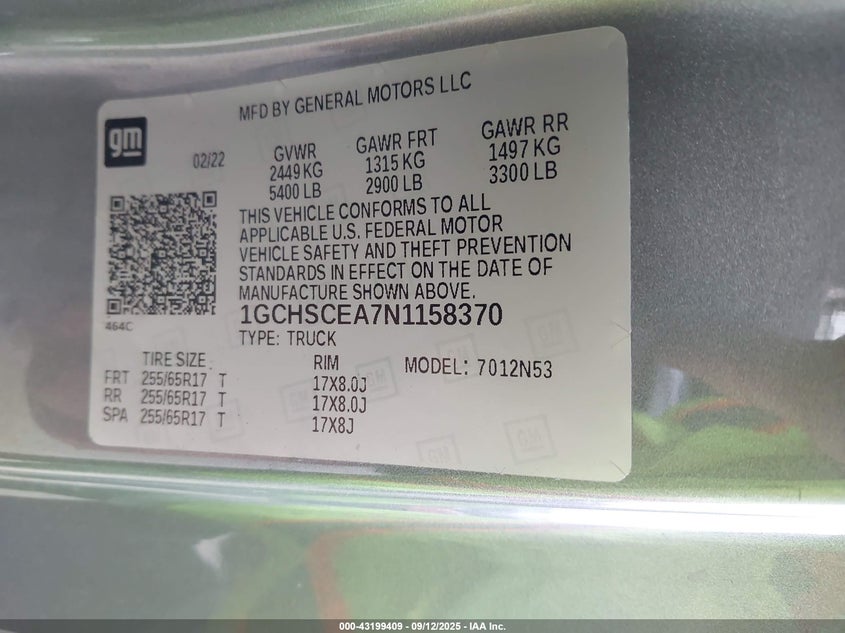 MFD BY GENERAL MOTORS LLC
gm
02/22
GVWR
2449 KG
5400 LB
GAWR FRT
1315 KG
2900 LB
GAWR RR
1497 KG
3300 LB
THIS VEHICLE CONFORMS TO ALL
APPLICABLE U.S. FEDERAL MOTOR
VEHICLE SAFETY AND THEFT PREVENTION
STANDARDS IN EFFECT ON THE DATE OF
MANUFACTURE SHOWN ABOVE.
464C
1GCHSCEA7N1158370
TYPE: TRUCK
TIRE SIZE RIM MODEL: 7012N53
FRT 255/65R17 T 17X8.0J
RR 255/65R17 T 17X8.0J
SPA 255/65R17 T 17X8J
GM
GM
GM
000-43199409 - 09/12/2025 - IAA Inc.